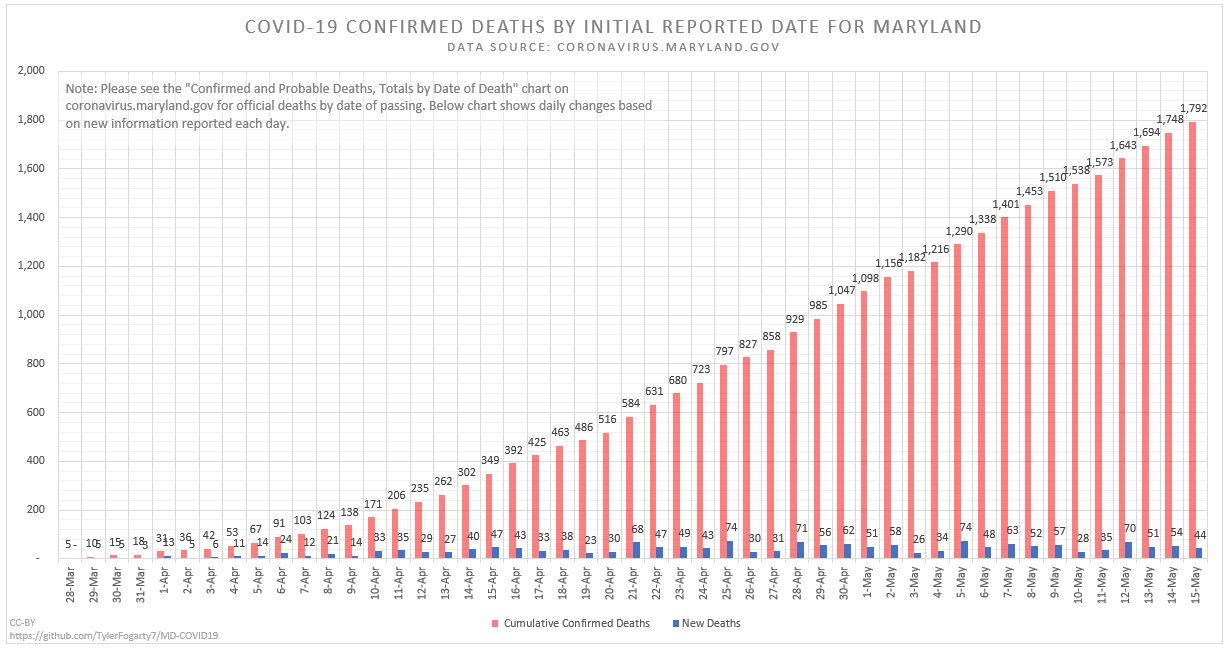 COVID-19 CONFIRMED DEATHS BY INITIAL REPORTED DATE FOR MARYLAND
DATA SOURCE: CORONAVIRUS.MARYLAND.GOV
Note: Please see the "Confirmed and Probable Deaths, Totals by Date of Death" chart on
coronavirus.maryland.gov for official deaths by date of passing. Below chart shows daily changes based
on new information reported each day.
2,000
1,800
1,600
1,400
1,200
1,000
800
600
400
200
-
5 10 15 18 31 36 42 53 67 91 103 124 138 171 206 235 262 302 349 392 425 463 486 516 584 631 680 723 797 827 858 929 985 1,047 1,098 1,156 1,182 1,216 1,290 1,338 1,401 1,453 1,510 1,538 1,573 1,643 1,694 1,748 1,792
- 5 5 3 13 5 6 11 14 24 12 21 14 33 35 29 27 40 47 43 33 38 23 30 68 47 49 43 74 30 31 71 56 62 51 58 26 34 74 48 63 52 57 28 35 70 51 54 44
28-Mar 29-Mar 30-Mar 31-Mar 1-Apr 2-Apr 3-Apr 4-Apr 5-Apr 6-Apr 7-Apr 8-Apr 9-Apr 10-Apr 11-Apr 12-Apr 13-Apr 14-Apr 15-Apr 16-Apr 17-Apr 18-Apr 19-Apr 20-Apr 21-Apr 22-Apr 23-Apr 24-Apr 25-Apr 26-Apr 27-Apr 28-Apr 29-Apr 30-Apr 1-May 2-May 3-May 4-May 5-May 6-May 7-May 8-May 9-May 10-May 11-May 12-May 13-May 14-May 15-May
Cumulative Confirmed Deaths New Deaths
CC-BY
https://github.com/TylerFogarty7/MD-COVID19